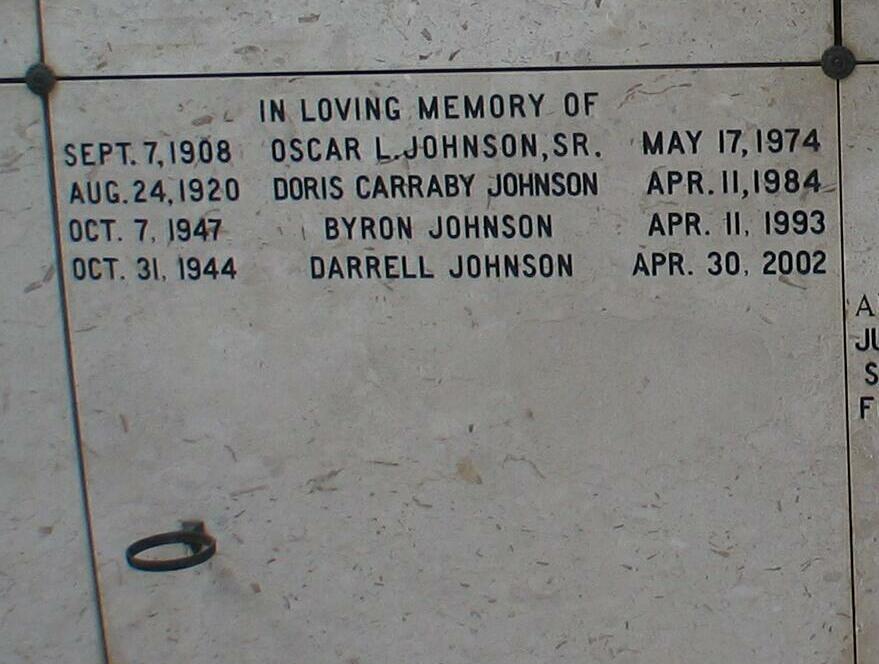 IN LOVING MEMORY OF
SEPT. 7, 1908 OSCAR L. JOHNSON, SR. MAY 17, 1974
AUG. 24, 1920 DORIS CARRABY JOHNSON APR. 11, 1984
OCT. 7, 1947 BYRON JOHNSON APR. 11, 1993
OCT. 31, 1944 DARRELL JOHNSON APR. 30, 2002